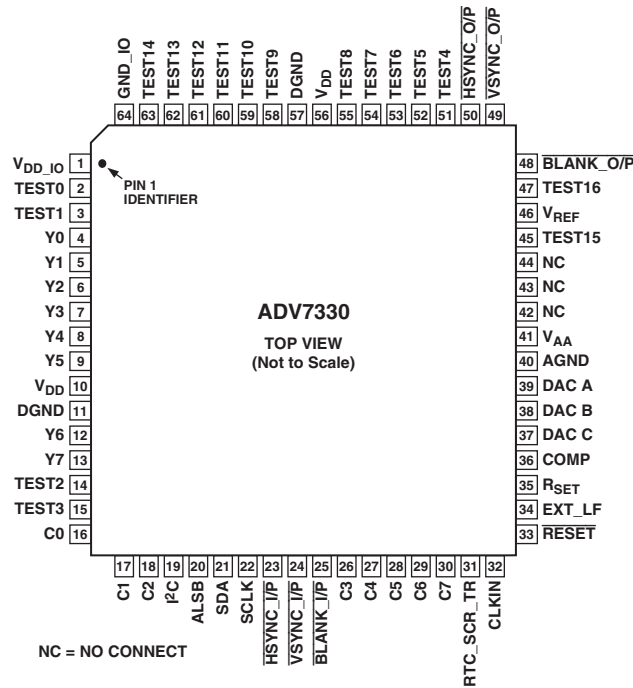 GND_IO
TEST14
TEST13
TEST12
TEST11
TEST10
TEST9
DGND
VDD
TEST8
TEST7
TEST6
TEST5
TEST4
HSYNC_O/P
VSYNC_O/P
64 63 62 61 60 59 58 57 56 55 54 53 52 51 50 49
VDD_IO 1
TEST0 2
TEST1 3
Y0 4
Y1 5
Y2 6
Y3 7
Y4 8
Y5 9
VDD 10
DGND 11
Y6 12
Y7 13
TEST2 14
TEST3 15
C0 16
PIN 1
IDENTIFIER
ADV7330
TOP VIEW
(Not to Scale)
48 BLANK_O/P
47 TEST16
46 VREF
45 TEST15
44 NC
43 NC
42 NC
41 VAA
40 AGND
39 DAC A
38 DAC B
37 DAC C
36 COMP
35 RSET
34 EXT_LF
33 RESET
17 18 19 20 21 22 23 24 25 26 27 28 29 30 31 32
C1
C2
I2C
ALSB
SDA
SCLK
HSYNC_I/P
VSYNC_I/P
BLANK_I/P
C3
C4
C5
C6
C7
RTC_SCR_TR
CLKIN
NC = NO CONNECT